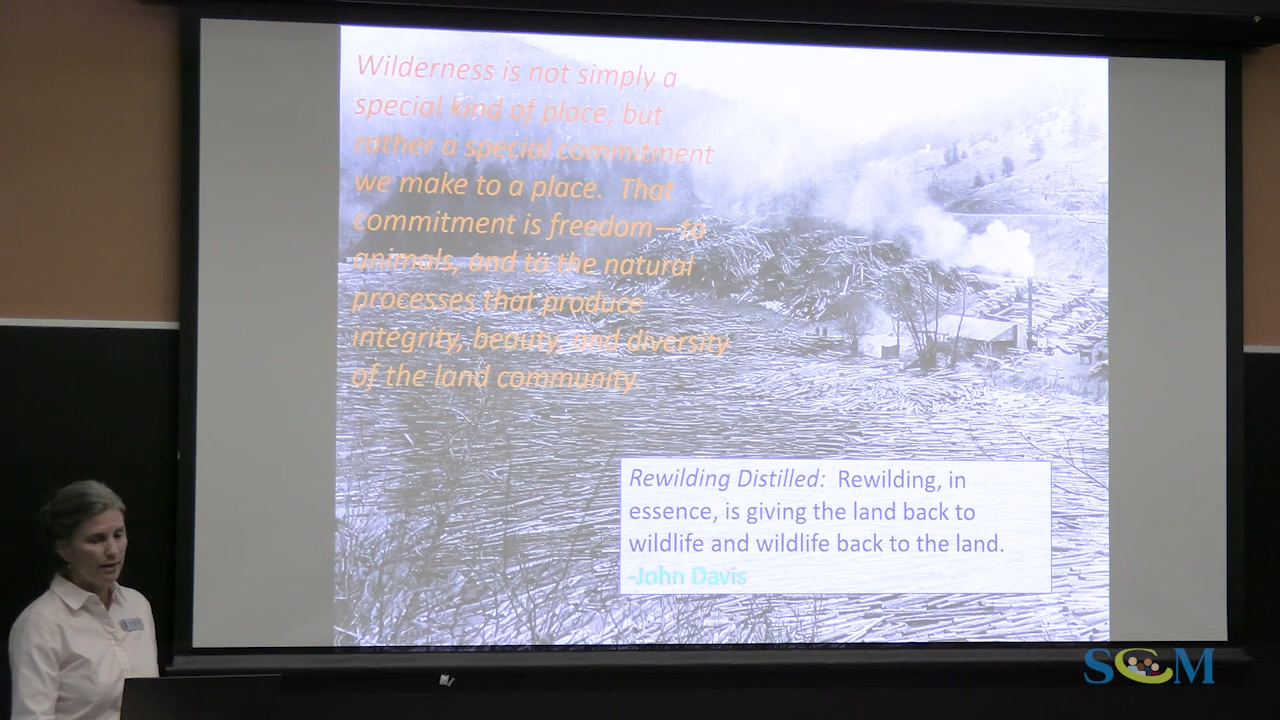 Wilderness is not simply a
special kind of place, but
rather a special commitment
we make to a place.  That
commitment is freedom—to
animals, and to the natural
processes that produce
integrity, beauty, and diversity
of the land community.
Rewilding Distilled:  Rewilding, in
essence, is giving the land back to
wildlife and wildlife back to the land.
-John Davis
SCM